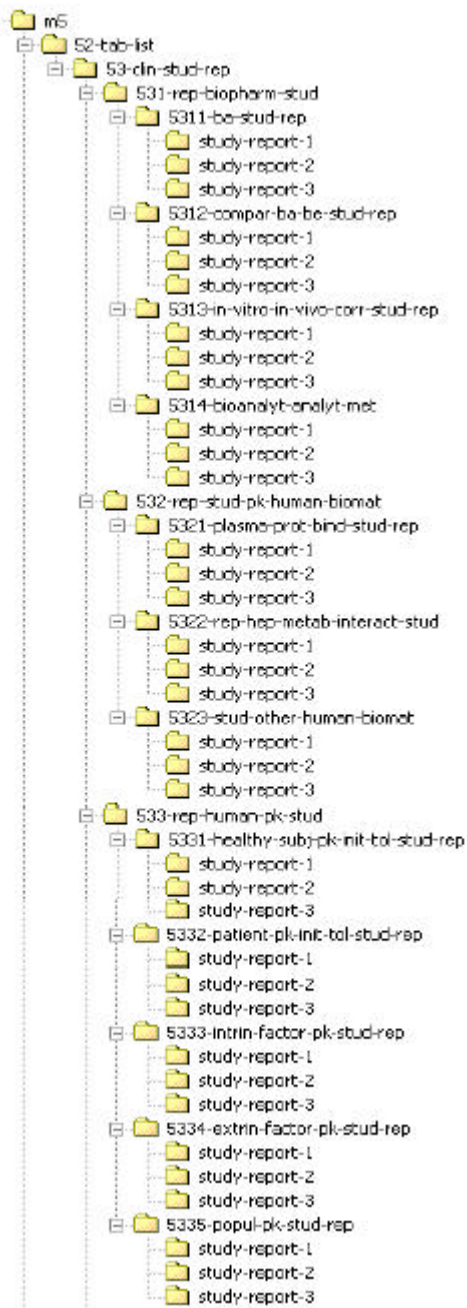 m5
52-tab-list
53-clin-stud-rep
531-rep-biopharm-stud
5311-ba-stud-rep
study-report-1
study-report-2
study-report-3
5312-compar-ba-be-stud-rep
study-report-1
study-report-2
study-report-3
5313-in-vitro-in-vivo-corr-stud-rep
study-report-1
study-report-2
study-report-3
5314-bioanalyt-analyt-met
study-report-1
study-report-2
study-report-3
532-rep-stud-pk-human-biomat
5321-plasma-prot-bind-stud-rep
study-report-1
study-report-2
study-report-3
5322-rep-hep-metab-interact-stud
study-report-1
study-report-2
study-report-3
5323-stud-other-human-biomat
study-report-1
study-report-2
study-report-3
533-rep-human-pk-stud
5331-healthy-subj-pk-init-tol-stud-rep
study-report-1
study-report-2
study-report-3
5332-patient-pk-init-tol-stud-rep
study-report-1
study-report-2
study-report-3
5333-intrin-factor-pk-stud-rep
study-report-1
study-report-2
study-report-3
5334-extrin-factor-pk-stud-rep
study-report-1
study-report-2
study-report-3
5335-popul-pk-stud-rep
study-report-1
study-report-2
study-report-3